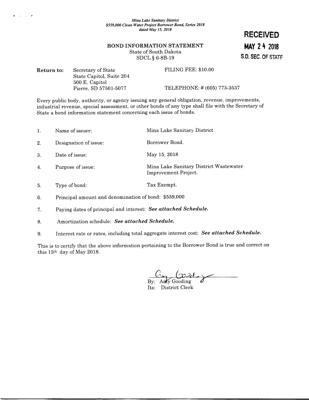 Mina Lake Sanitary District
$559,000 Clean Water Project Borrower Bond, Series 2018
dated May 15, 2018
RECEIVED
MAY 24 2018
S.D. SEC. OF STATE
BOND INFORMATION STATEMENT
State of South Dakota
SDCL § 6-8B-19
Return to: Secretary of State FILING FEE: $10.00
State Capitol, Suite 204
500 E. Capitol
Pierre, SD 57501-5077 TELEPHONE: # (605) 773-3537
Every public body, authority, or agency issuing any general obligation, revenue, improvements,
industrial revenue, special assessment, or other bonds of any type shall file with the Secretary of
State a bond information statement concerning each issue of bonds.
1. Name of issuer: Mina Lake Sanitary District
2. Designation of issue: Borrower Bond.
3. Date of issue: May 15, 2018
4. Purpose of issue: Mina Lake Sanitary District Wastewater
Improvement Project.
5. Type of bond: Tax Exempt.
6. Principal amount and denomination of bond: $559,000
7. Paying dates of principal and interest: See attached Schedule.
8. Amortization schedule: See attached Schedule.
9. Interest rate or rates, including total aggregate interest cost: See attached Schedule.
This is to certify that the above information pertaining to the Borrower Bond is true and correct on
this 15th day of May 2018.
By: Amy Gooding
Its: District Clerk